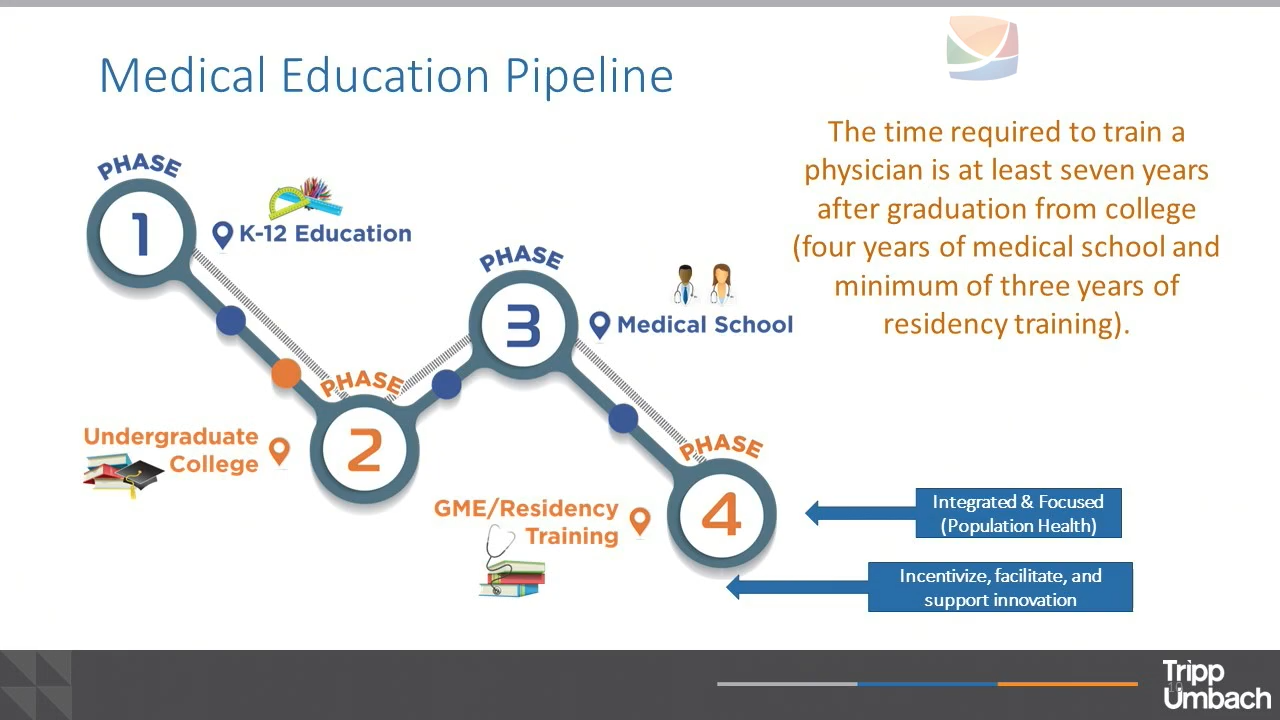 Medical Education Pipeline
The time required to train a
physician is at least seven years
after graduation from college
(four years of medical school and
minimum of three years of
residency training).
PHASE
1
K-12 Education
PHASE
2
Undergraduate
College
PHASE
3
Medical School
PHASE
4
GME/Residency
Training
Integrated & Focused
(Population Health)
Incentivize, facilitate, and
support innovation
Tripp
Umbach
10